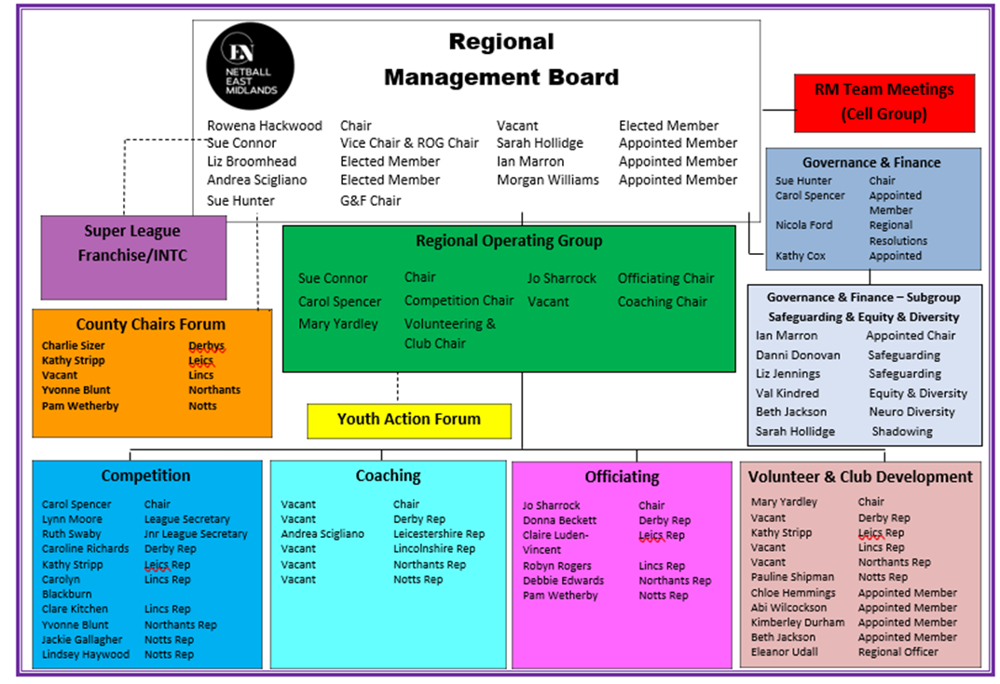 EN
NETBALL
EAST
MIDLANDS
Regional
Management Board
Rowena Hackwood Chair Vacant Elected Member
Sue Connor Vice Chair & ROG Chair Sarah Hollidge Appointed Member
Liz Broomhead Elected Member Ian Marron Appointed Member
Andrea Scigliano Elected Member Morgan Williams Appointed Member
Sue Hunter G&F Chair
RM Team Meetings
(Cell Group)
Governance & Finance
Sue Hunter Chair
Carol Spencer Appointed
Member
Nicola Ford Regional
Resolutions
Kathy Cox Appointed
Super League
Franchise/INTC
Regional Operating Group
Sue Connor Chair Jo Sharrock Officiating Chair
Carol Spencer Competition Chair Vacant Coaching Chair
Mary Yardley Volunteering &
Club Chair
Governance & Finance – Subgroup
Safeguarding & Equity & Diversity
Ian Marron Appointed Chair
Danni Donovan Safeguarding
Liz Jennings Safeguarding
Val Kindred Equity & Diversity
Beth Jackson Neuro Diversity
Sarah Hollidge Shadowing
County Chairs Forum
Charlie Sizer Derbys
Kathy Stripp Leics
Vacant Lincs
Yvonne Blunt Northants
Pam Wetherby Notts
Youth Action Forum
Competition
Carol Spencer Chair
Lynn Moore League Secretary
Ruth Swaby Jnr League Secretary
Caroline Richards Derby Rep
Kathy Stripp Leics Rep
Carolyn Lincs Rep
Blackburn
Clare Kitchen Lincs Rep
Yvonne Blunt Northants Rep
Jackie Gallagher Notts Rep
Lindsey Haywood Notts Rep
Coaching
Vacant Chair
Vacant Derby Rep
Andrea Scigliano Leicestershire Rep
Vacant Lincolnshire Rep
Vacant Northants Rep
Vacant Notts Rep
Officiating
Jo Sharrock Chair
Donna Beckett Derby Rep
Claire Luden- Leics Rep
Vincent
Robyn Rogers Lincs Rep
Debbie Edwards Northants Rep
Pam Wetherby Notts Rep
Volunteer & Club Development
Mary Yardley Chair
Vacant Derby Rep
Kathy Stripp Leics Rep
Vacant Lincs Rep
Vacant Northants Rep
Pauline Shipman Notts Rep
Chloe Hemmings Appointed Member
Abi Wilcockson Appointed Member
Kimberley Durham Appointed Member
Beth Jackson Appointed Member
Eleanor Udall Regional Officer